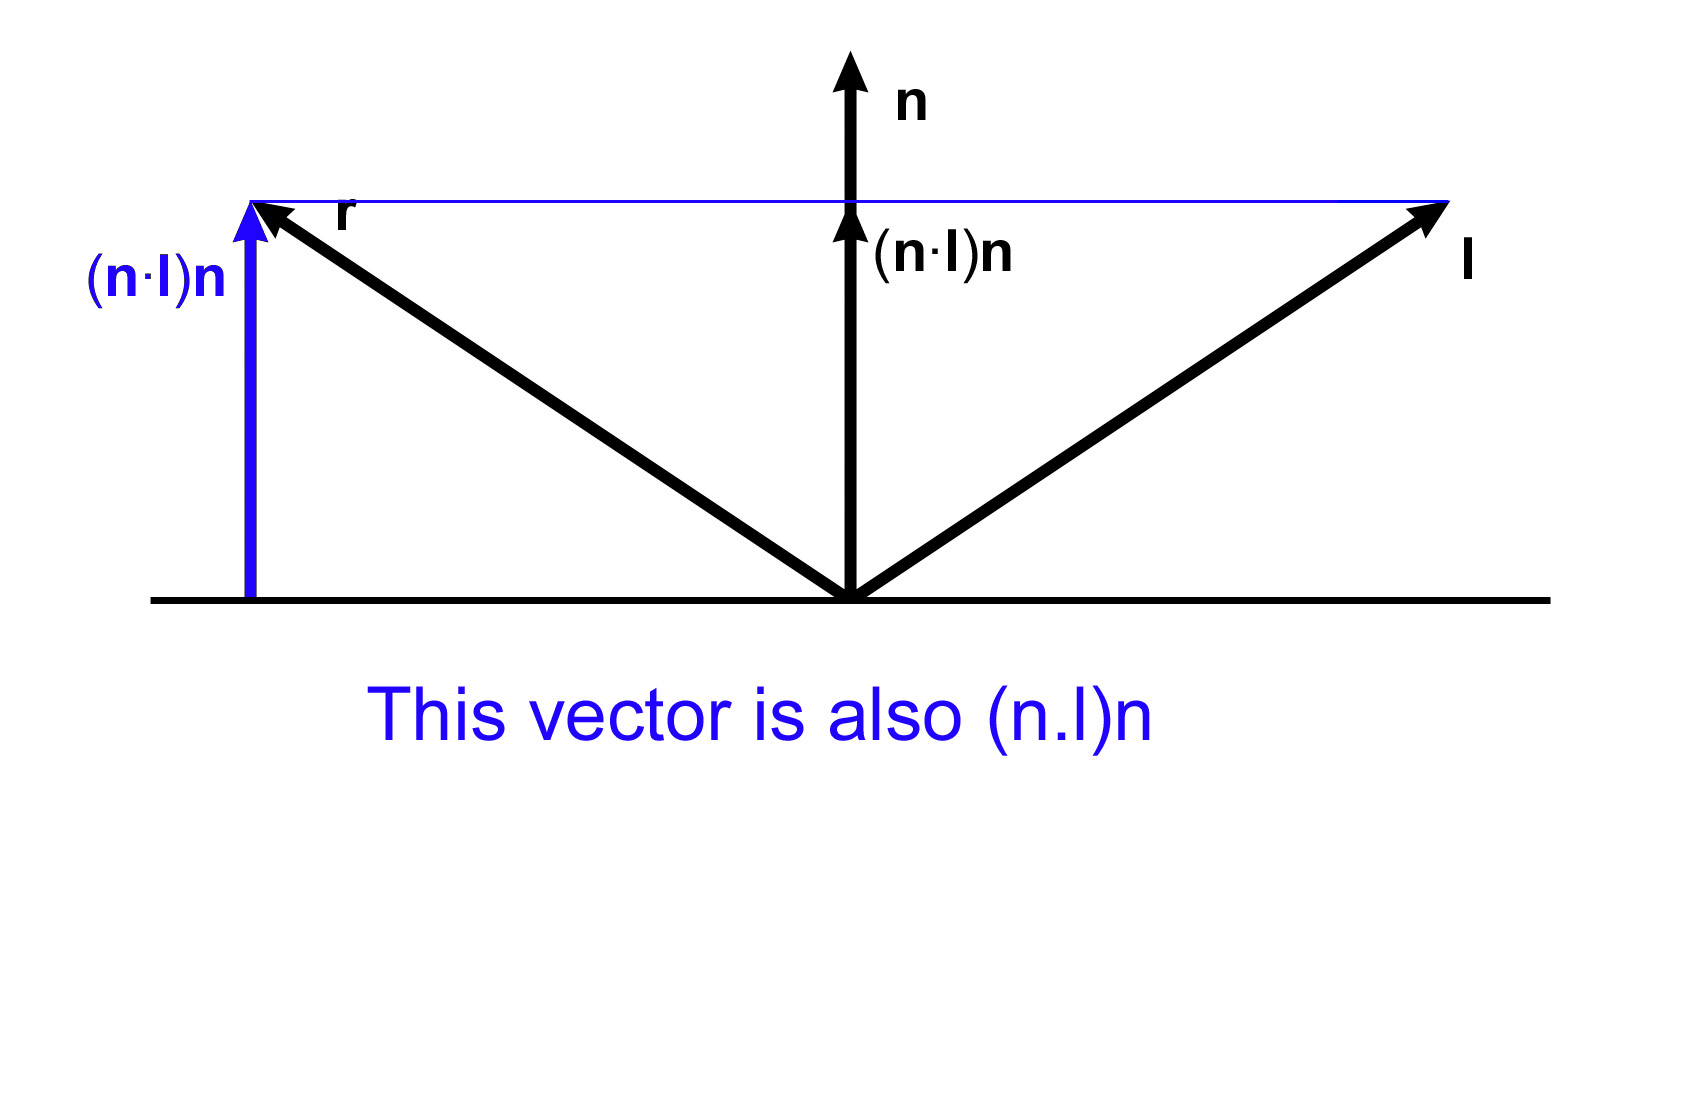 n
r
(n·l)n
l
(n·l)n
This vector is also (n.l)n